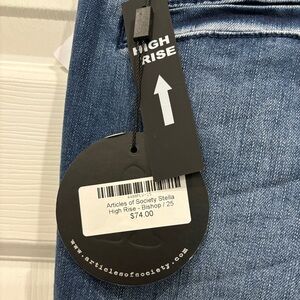 HIGH
RISE
Articles of Society Stella
High Rise - Bishop / 25
$74.00
www.articlesofsociety.com